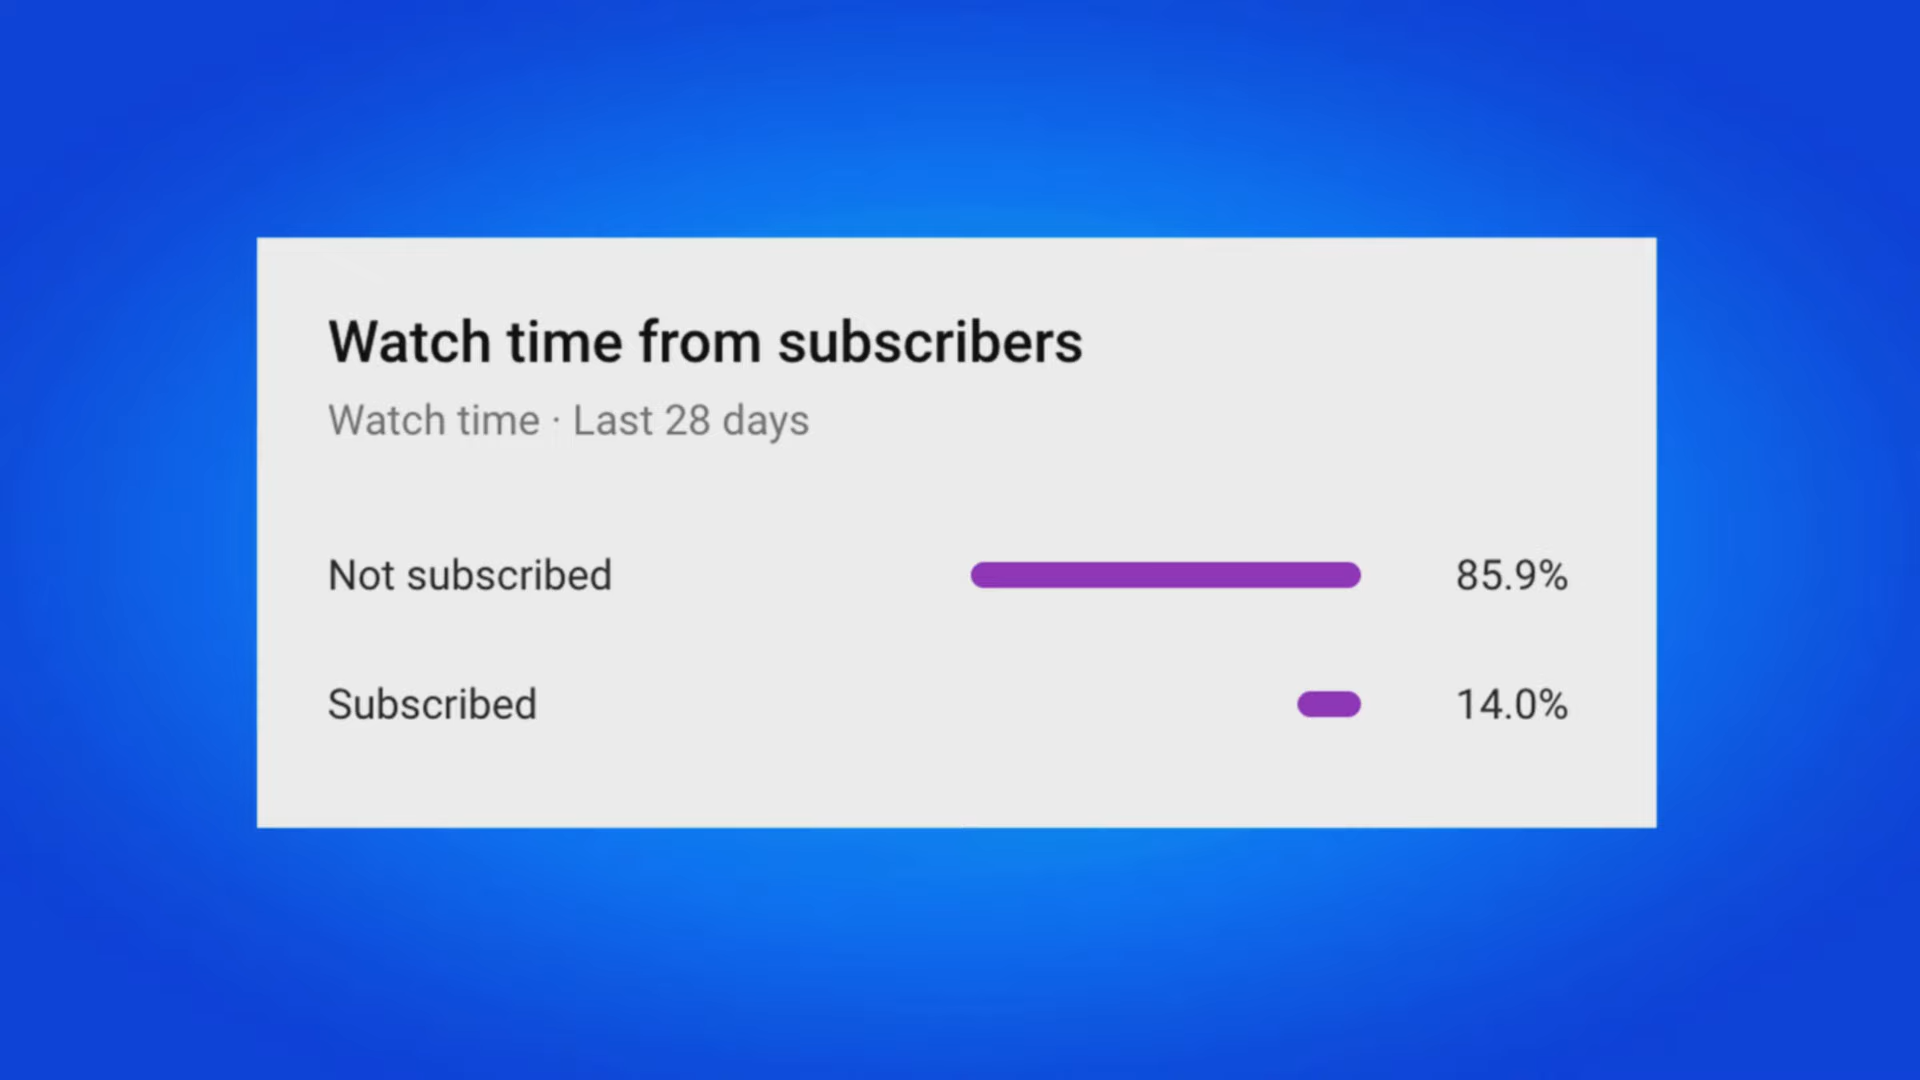 Watch time from subscribers
Watch time · Last 28 days
Not subscribed 85.9%
Subscribed 14.0%